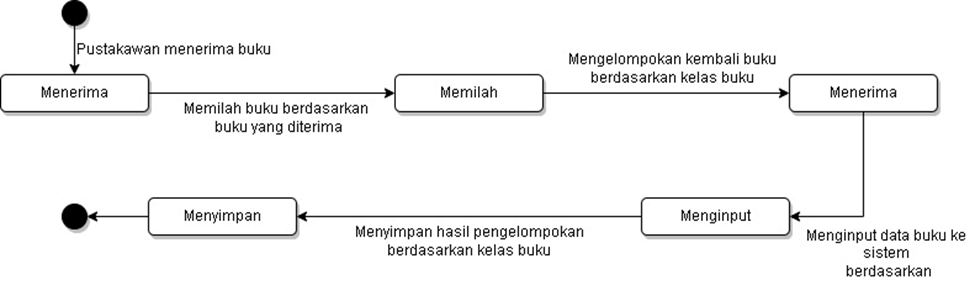 Pustakawan menerima buku
Menerima
Memilah buku berdasarkan
buku yang diterima
Memilah
Mengelompokan kembali buku
berdasarkan kelas buku
Menerima
Menginput data buku ke
sistem
berdasarkan
Menginput
Menyimpan hasil pengelompokan
berdasarkan kelas buku
Menyimpan